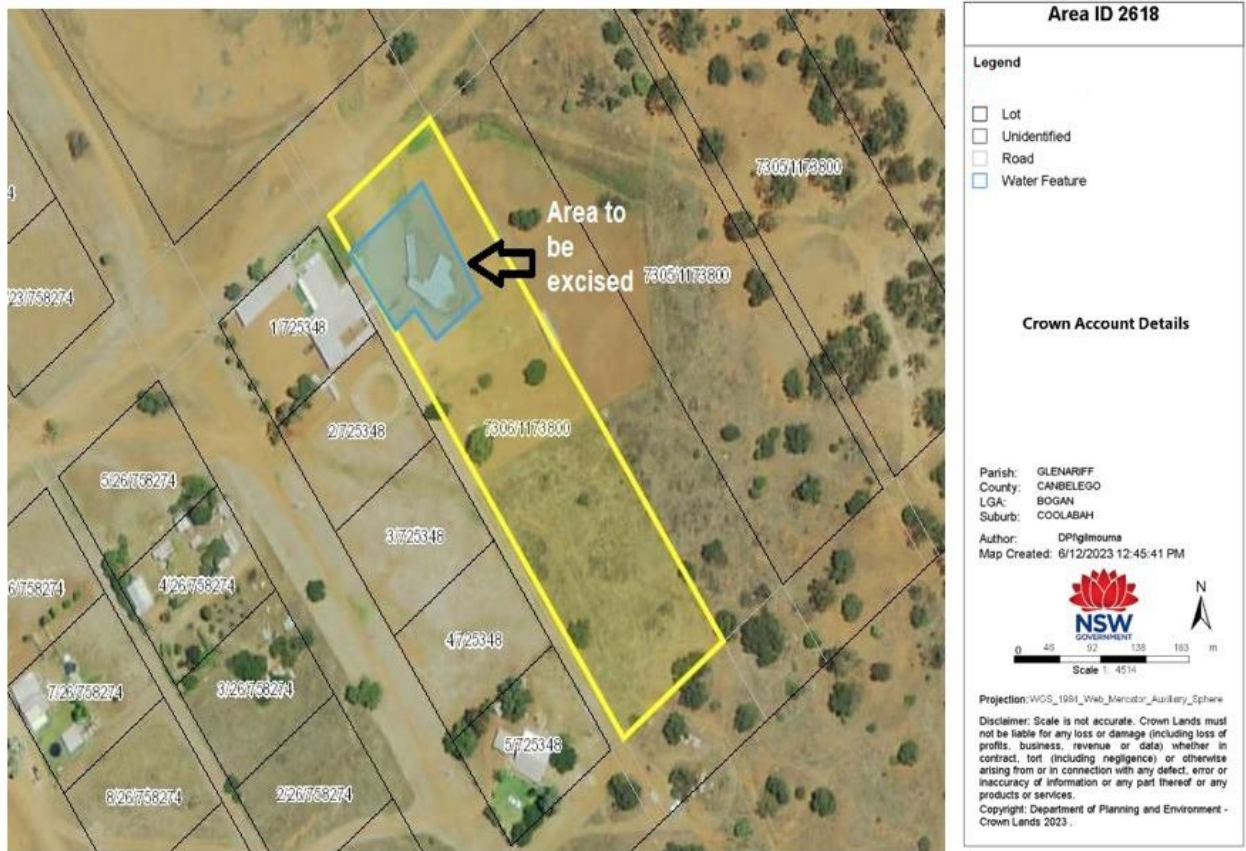 7305/1173800
Area to
be
excised
7305/1173800
23/758274
1/725348
2/725348
7306/1173800
5/26/758274
3/725348
4/26/758274
6/758274
4/725348
3/26/758274
7/26/758274
5/725348
8/26/758274
2/26/758274
Area ID 2618
Legend
Lot
Unidentified
Road
Water Feature
Crown Account Details
Parish: GLENARIFF
County: CANBELEGO
LGA: BOGAN
Suburb: COOLABAH
Author: DPI\gilmouma
Map Created: 6/12/2023 12:45:41 PM
NSW
GOVERNMENT
N
0 46 92 138 183 m
Scale 1: 4514
Projection:WGS_1984_Web_Mercator_Auxiliary_Sphere
Disclaimer: Scale is not accurate. Crown Lands must
not be liable for any loss or damage (including loss of
profits, business, revenue or data) whether in
contract, tort (including negligence) or otherwise
arising from or in connection with any defect, error or
inaccuracy of information or any part thereof or any
products or services.
Copyright: Department of Planning and Environment -
Crown Lands 2023 .